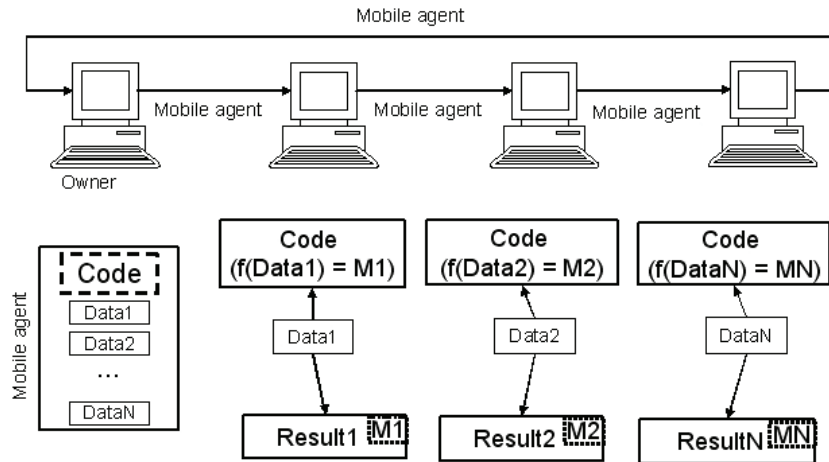 Mobile agent
Mobile agent
Mobile agent
Mobile agent
Owner
Mobile agent
Code
Data1
Data2
...
DataN
Code
(f(Data1) = M1)
Data1
Result1
M1
Code
(f(Data2) = M2)
Data2
Result2
M2
Code
(f(DataN) = MN)
DataN
ResultN
MN